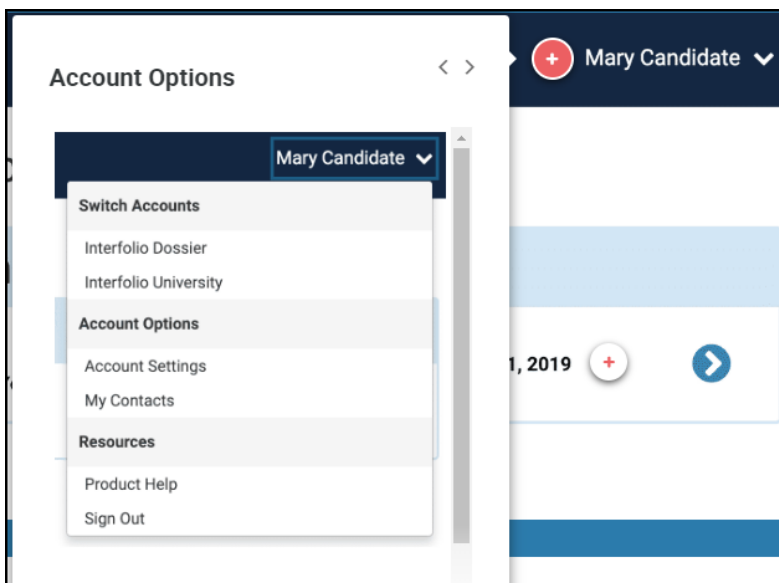 Account Options
Mary Candidate
Mary Candidate
Switch Accounts
Interfolio Dossier
Interfolio University
Account Options
Account Settings
My Contacts
Resources
Product Help
Sign Out
1, 2019